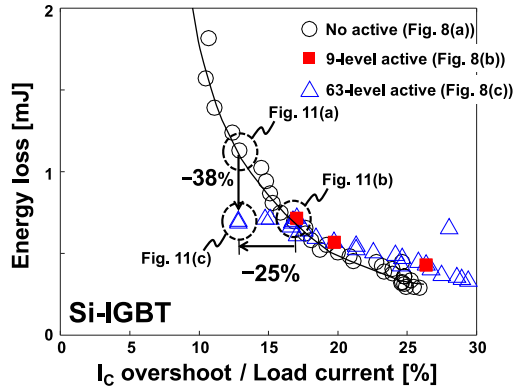 No active (Fig. 8(a))
9-level active (Fig. 8(b))
63-level active (Fig. 8(c))
Fig. 11(a)
Fig. 11(b)
−38%
Fig. 11(c)
−25%
Si-IGBT
Energy loss [mJ]
2
1
0
0 5 10 15 20 25 30
I_C overshoot / Load current [%]